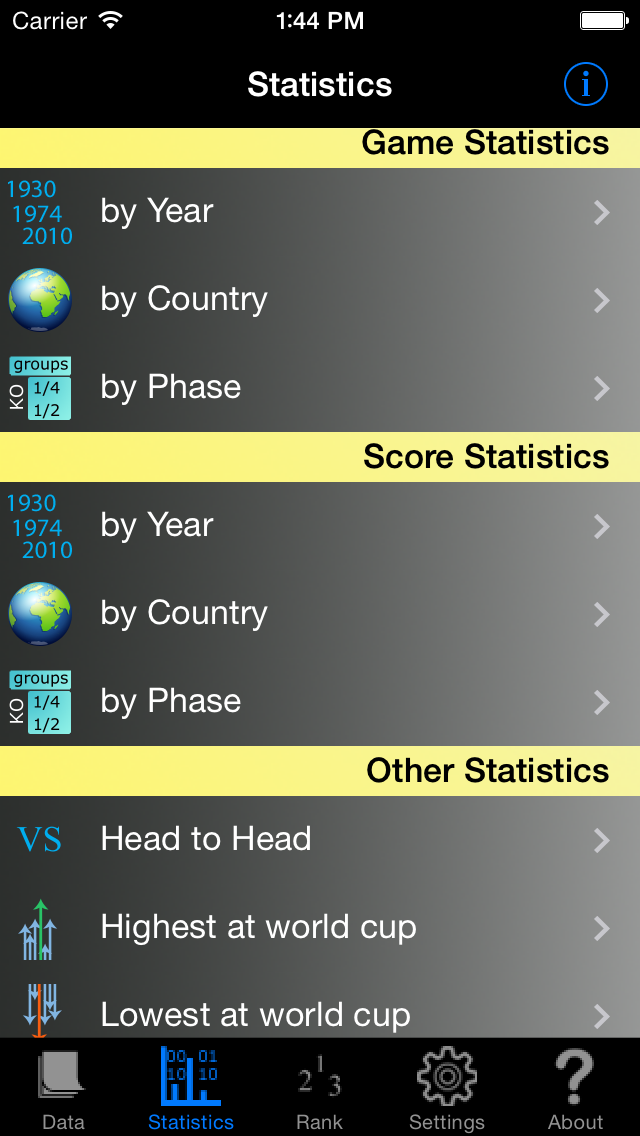 Carrier 1:44 PM
Statistics i
Game Statistics
1930
1974
2010
by Year
by Country
groups
KO 1/4
1/2
by Phase
Score Statistics
1930
1974
2010
by Year
by Country
groups
KO 1/4
1/2
by Phase
Other Statistics
VS Head to Head
Highest at world cup
Lowest at world cup
00 01
10 10
2 1 3
?
Data Statistics Rank Settings About